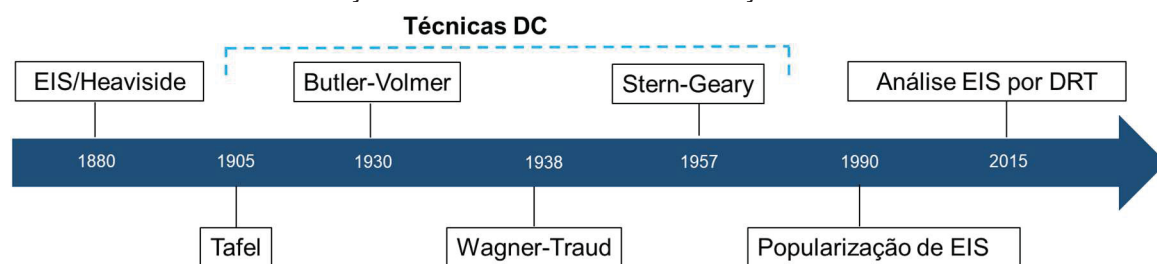 Técnicas DC
EIS/Heaviside
Butler-Volmer
Stern-Geary
Análise EIS por DRT
1880
1905
1930
1938
1957
1990
2015
Tafel
Wagner-Traud
Popularização de EIS